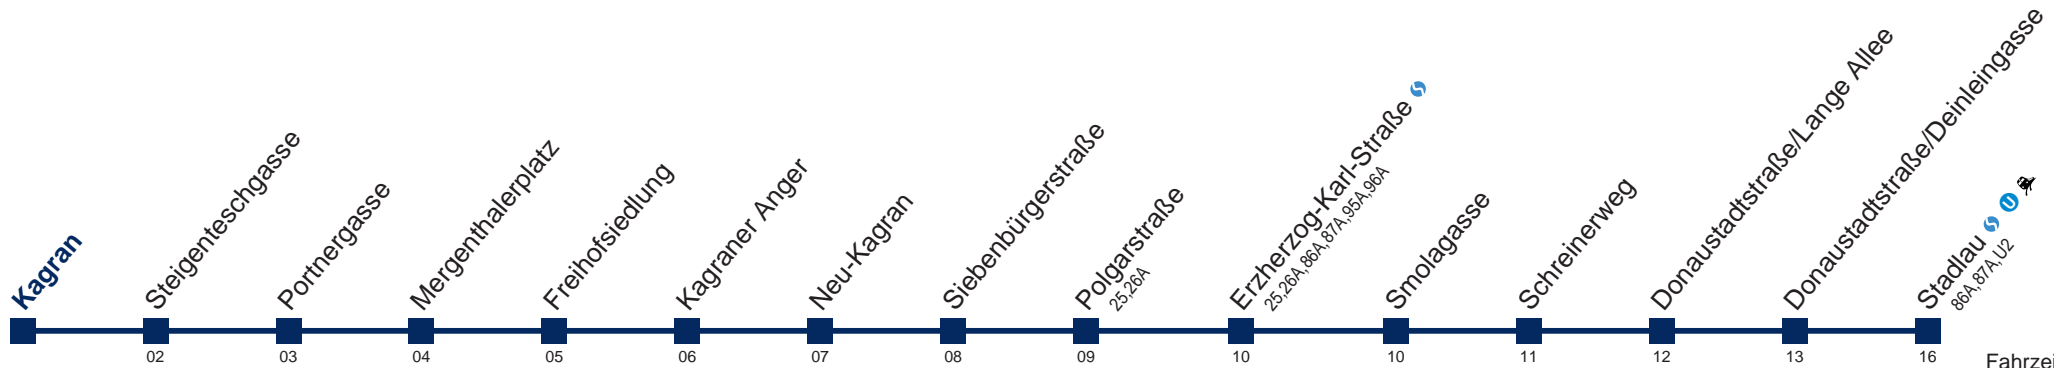 Kagran
Steigenteschgasse
Portnergasse
Mergenthalerplatz
Freihofsiedlung
Kagraner Anger
Neu-Kagran
Siebenbürgerstraße
Polgarstraße
25,26A
Erzherzog-Karl-Straße
25,26A,86A,87A,95A,96A
Smolagasse
Schreinerweg
Donaustadtstraße/Lange Allee
Donaustadtstraße/Deinleingasse
Stadlau U
86A,87A,U2
02 03 04 05 06 07 08 09 10 10 11 12 13 16
Fahrzei